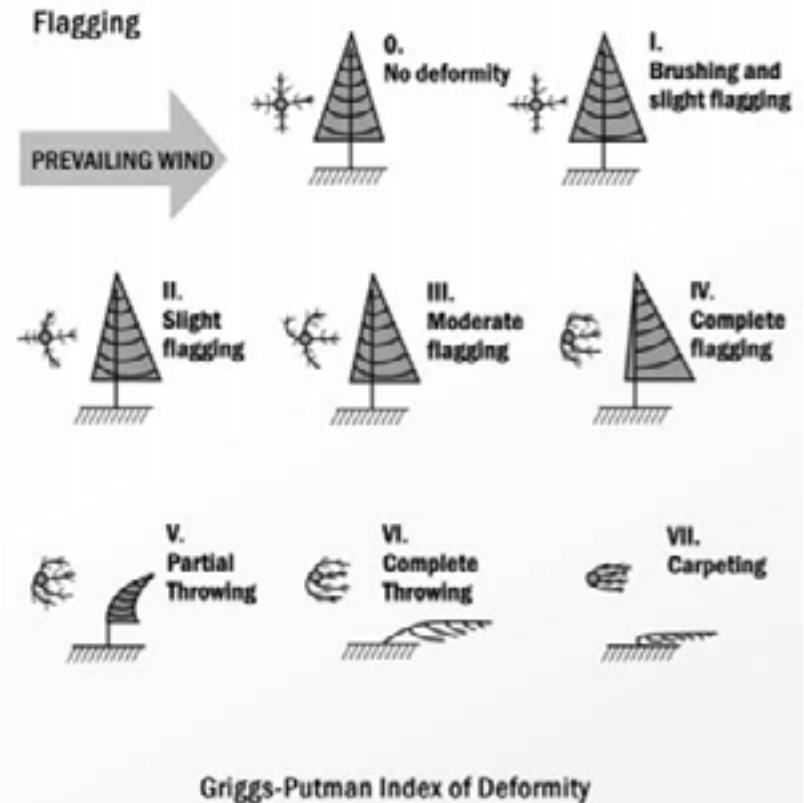 Flagging
PREVAILING WIND
0.
No deformity
I.
Brushing and
slight flagging
II.
Slight
flagging
III.
Moderate
flagging
IV.
Complete
flagging
V.
Partial
Throwing
VI.
Complete
Throwing
VII.
Carpeting
Griggs-Putman Index of Deformity